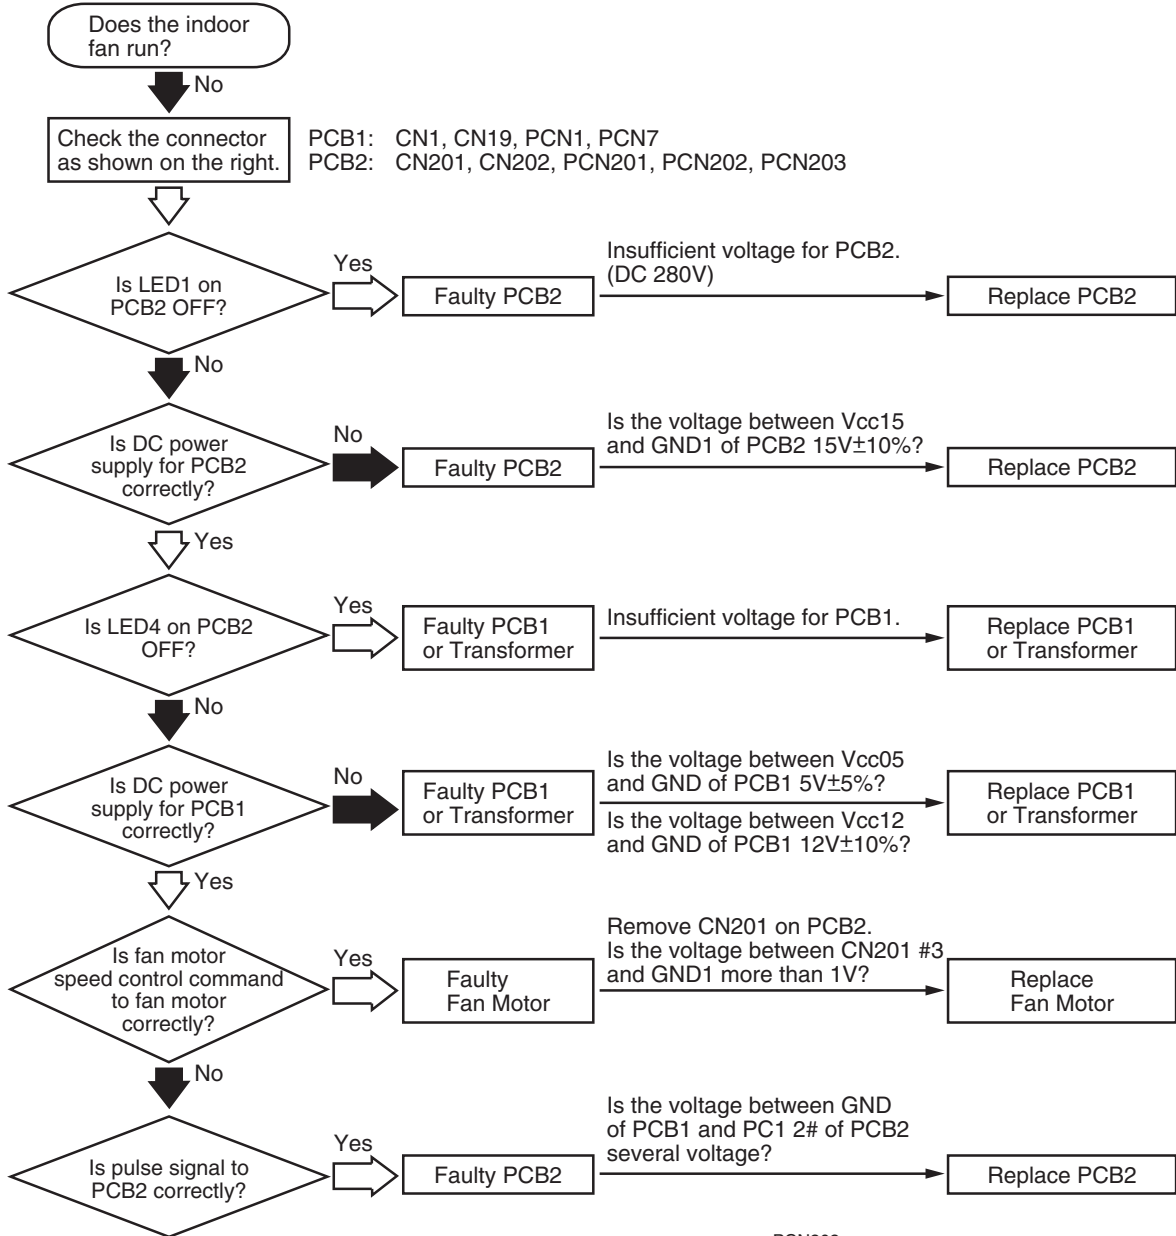 Does the indoor
fan run?
No
Check the connector
as shown on the right.
PCB1: CN1, CN19, PCN1, PCN7
PCB2: CN201, CN202, PCN201, PCN202, PCN203
Is LED1 on
PCB2 OFF?
Yes
Faulty PCB2
Insufficient voltage for PCB2.
(DC 280V)
Replace PCB2
No
Is DC power
supply for PCB2
correctly?
No
Faulty PCB2
Is the voltage between Vcc15
and GND1 of PCB2 15V±10%?
Replace PCB2
Yes
Is LED4 on PCB2
OFF?
Yes
Faulty PCB1
or Transformer
Insufficient voltage for PCB1.
Replace PCB1
or Transformer
No
Is DC power
supply for PCB1
correctly?
No
Faulty PCB1
or Transformer
Is the voltage between Vcc05
and GND of PCB1 5V±5%?
Is the voltage between Vcc12
and GND of PCB1 12V±10%?
Replace PCB1
or Transformer
Yes
Is fan motor
speed control command
to fan motor
correctly?
Yes
Faulty
Fan Motor
Remove CN201 on PCB2.
Is the voltage between CN201 #3
and GND1 more than 1V?
Replace
Fan Motor
No
Is pulse signal to
PCB2 correctly?
Yes
Faulty PCB2
Is the voltage between GND
of PCB1 and PC1 2# of PCB2
several voltage?
Replace PCB2